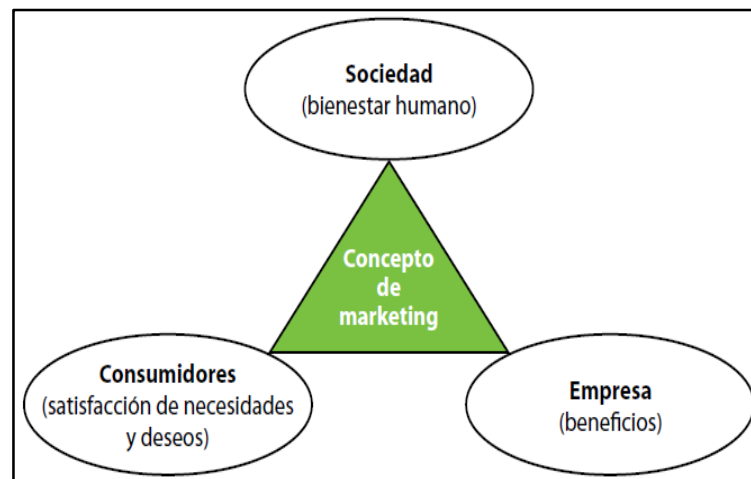 Sociedad
(bienestar humano)
Concepto
de
marketing
Consumidores
(satisfacción de necesidades
y deseos)
Empresa
(beneficios)